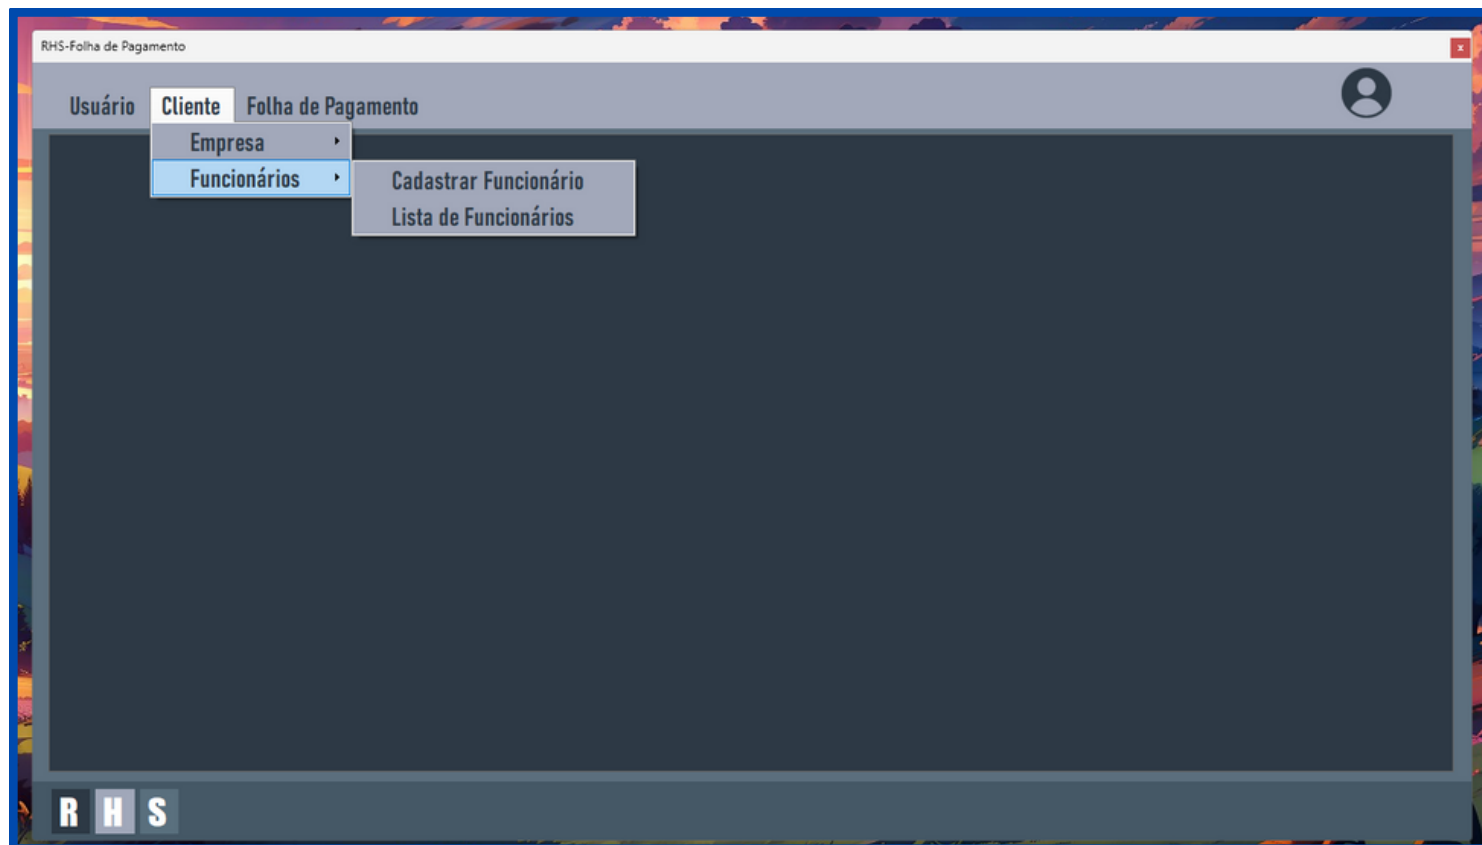 RHS-Folha de Pagamento
x
Usuário Cliente Folha de Pagamento
Empresa
Funcionários
Cadastrar Funcionário
Lista de Funcionários
R H S